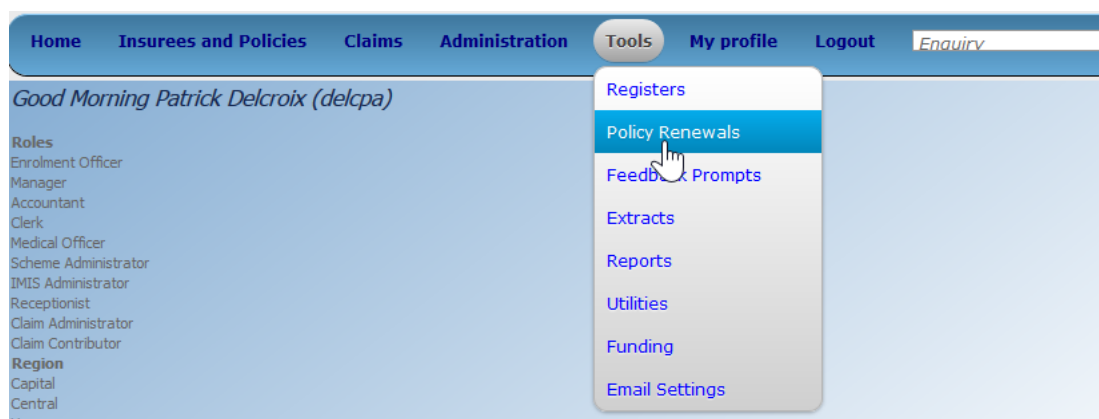 Home Insurees and Policies Claims Administration Tools My profile Logout Enquiry
Good Morning Patrick Delcroix (delcpa)
Roles
Enrolment Officer
Manager
Accountant
Clerk
Medical Officer
Scheme Administrator
IMIS Administrator
Receptionist
Claim Administrator
Claim Contributor
Region
Capital
Central
Registers
Policy Renewals
Feedback Prompts
Extracts
Reports
Utilities
Funding
Email Settings